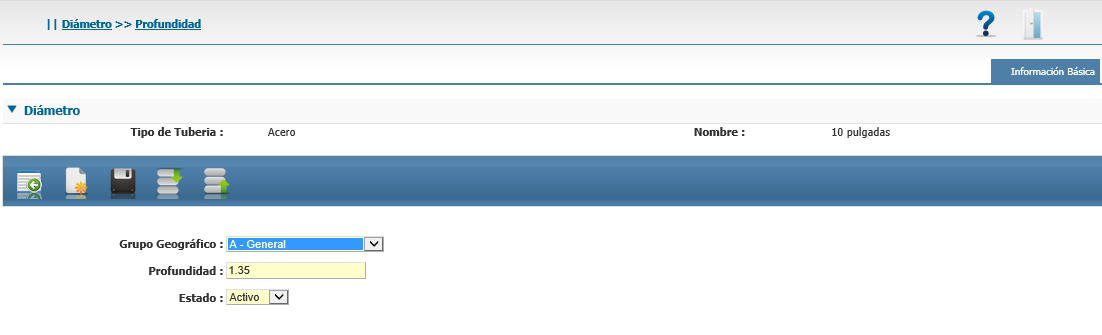 || Diámetro >> Profundidad
Información Básica
Diámetro
Tipo de Tuberia : Acero Nombre : 10 pulgadas
Grupo Geográfico : A - General
Profundidad : 1.35
Estado : Activo